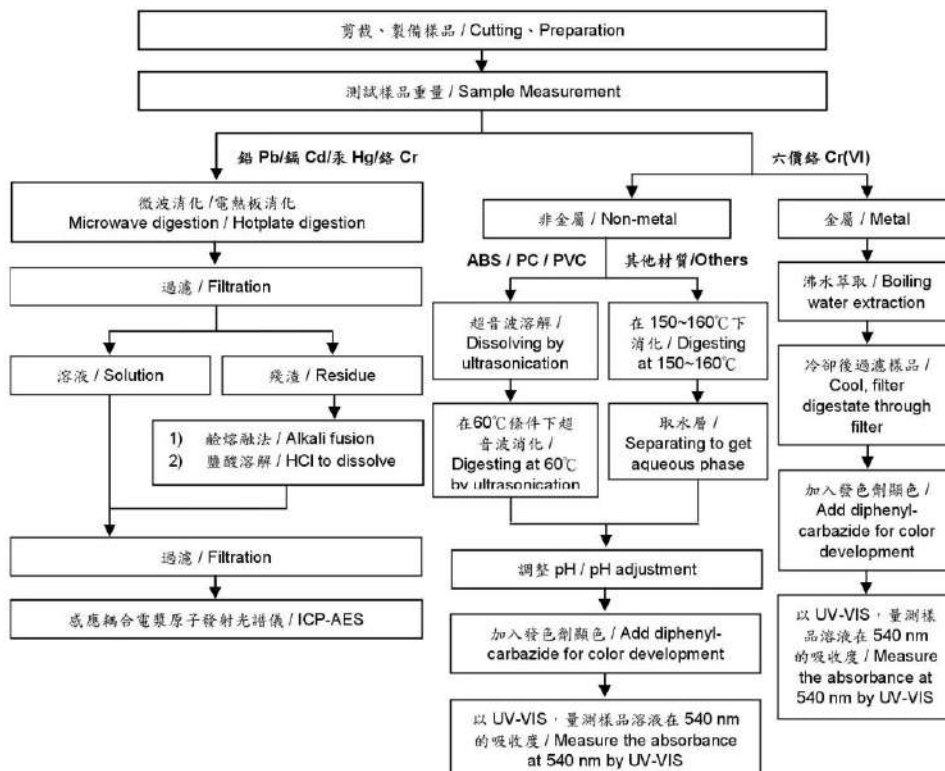 剪裁、製備樣品 / Cutting、Preparation
測試樣品重量 / Sample Measurement
鉛 Pb/鎘 Cd/汞 Hg/鉻 Cr
六價鉻 Cr(VI)
微波消化 /電熱板消化
Microwave digestion / Hotplate digestion
過濾 / Filtration
溶液 / Solution
殘渣 / Residue
1) 鹼熔融法 / Alkali fusion
2) 鹽酸溶解 / HCl to dissolve
過濾 / Filtration
感應耦合電漿原子發射光譜儀 / ICP-AES
非金屬 / Non-metal
ABS / PC / PVC
其他材質/Others
超音波溶解 /
Dissolving by
ultrasonication
在60℃條件下超
音波消化 /
Digesting at 60℃
by ultrasonication
在 150~160℃下
消化 / Digesting
at 150~160℃
取水層 /
Separating to get
aqueous phase
調整 pH / pH adjustment
加入發色劑顯色 / Add diphenyl-
carbazide for color development
以 UV-VIS，量測樣品溶液在 540 nm
的吸收度 / Measure the absorbance
at 540 nm by UV-VIS
金屬 / Metal
沸水萃取 / Boiling
water extraction
冷卻後過濾樣品 /
Cool, filter
digestate through
filter
加入發色劑顯色 /
Add diphenyl-
carbazide for color
development
以 UV-VIS，量測樣
品溶液在 540 nm
的吸收度 / Measure
the absorbance at
540 nm by UV-VIS